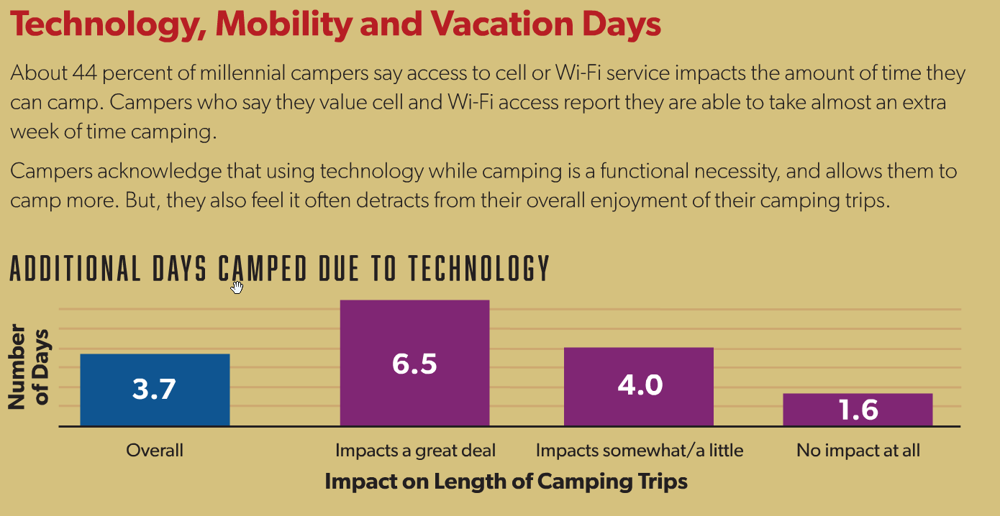 Technology, Mobility and Vacation Days
About 44 percent of millennial campers say access to cell or Wi-Fi service impacts the amount of time they
can camp. Campers who say they value cell and Wi-Fi access report they are able to take almost an extra
week of time camping.
Campers acknowledge that using technology while camping is a functional necessity, and allows them to
camp more. But, they also feel it often detracts from their overall enjoyment of their camping trips.
ADDITIONAL DAYS CAMPED DUE TO TECHNOLOGY
Number
of Days
3.7
6.5
4.0
1.6
Overall
Impacts a great deal
Impacts somewhat/a little
No impact at all
Impact on Length of Camping Trips